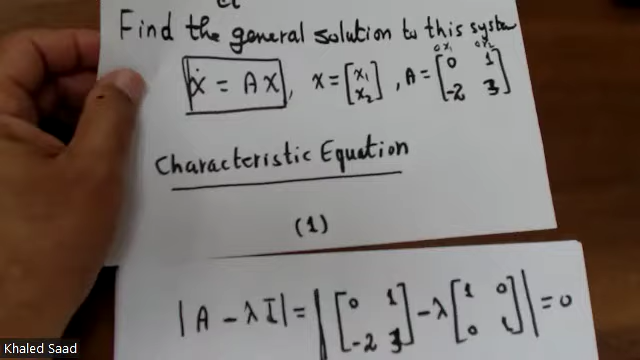 Find the general solution to this system
ẋ = A x , x = [x₁ x₂] , A = [0 1 -2 3]
Characteristic Equation
(1)
|A - λI| = |[0 1 -2 3] - λ[1 0 0 1]| = 0
Khaled Saad